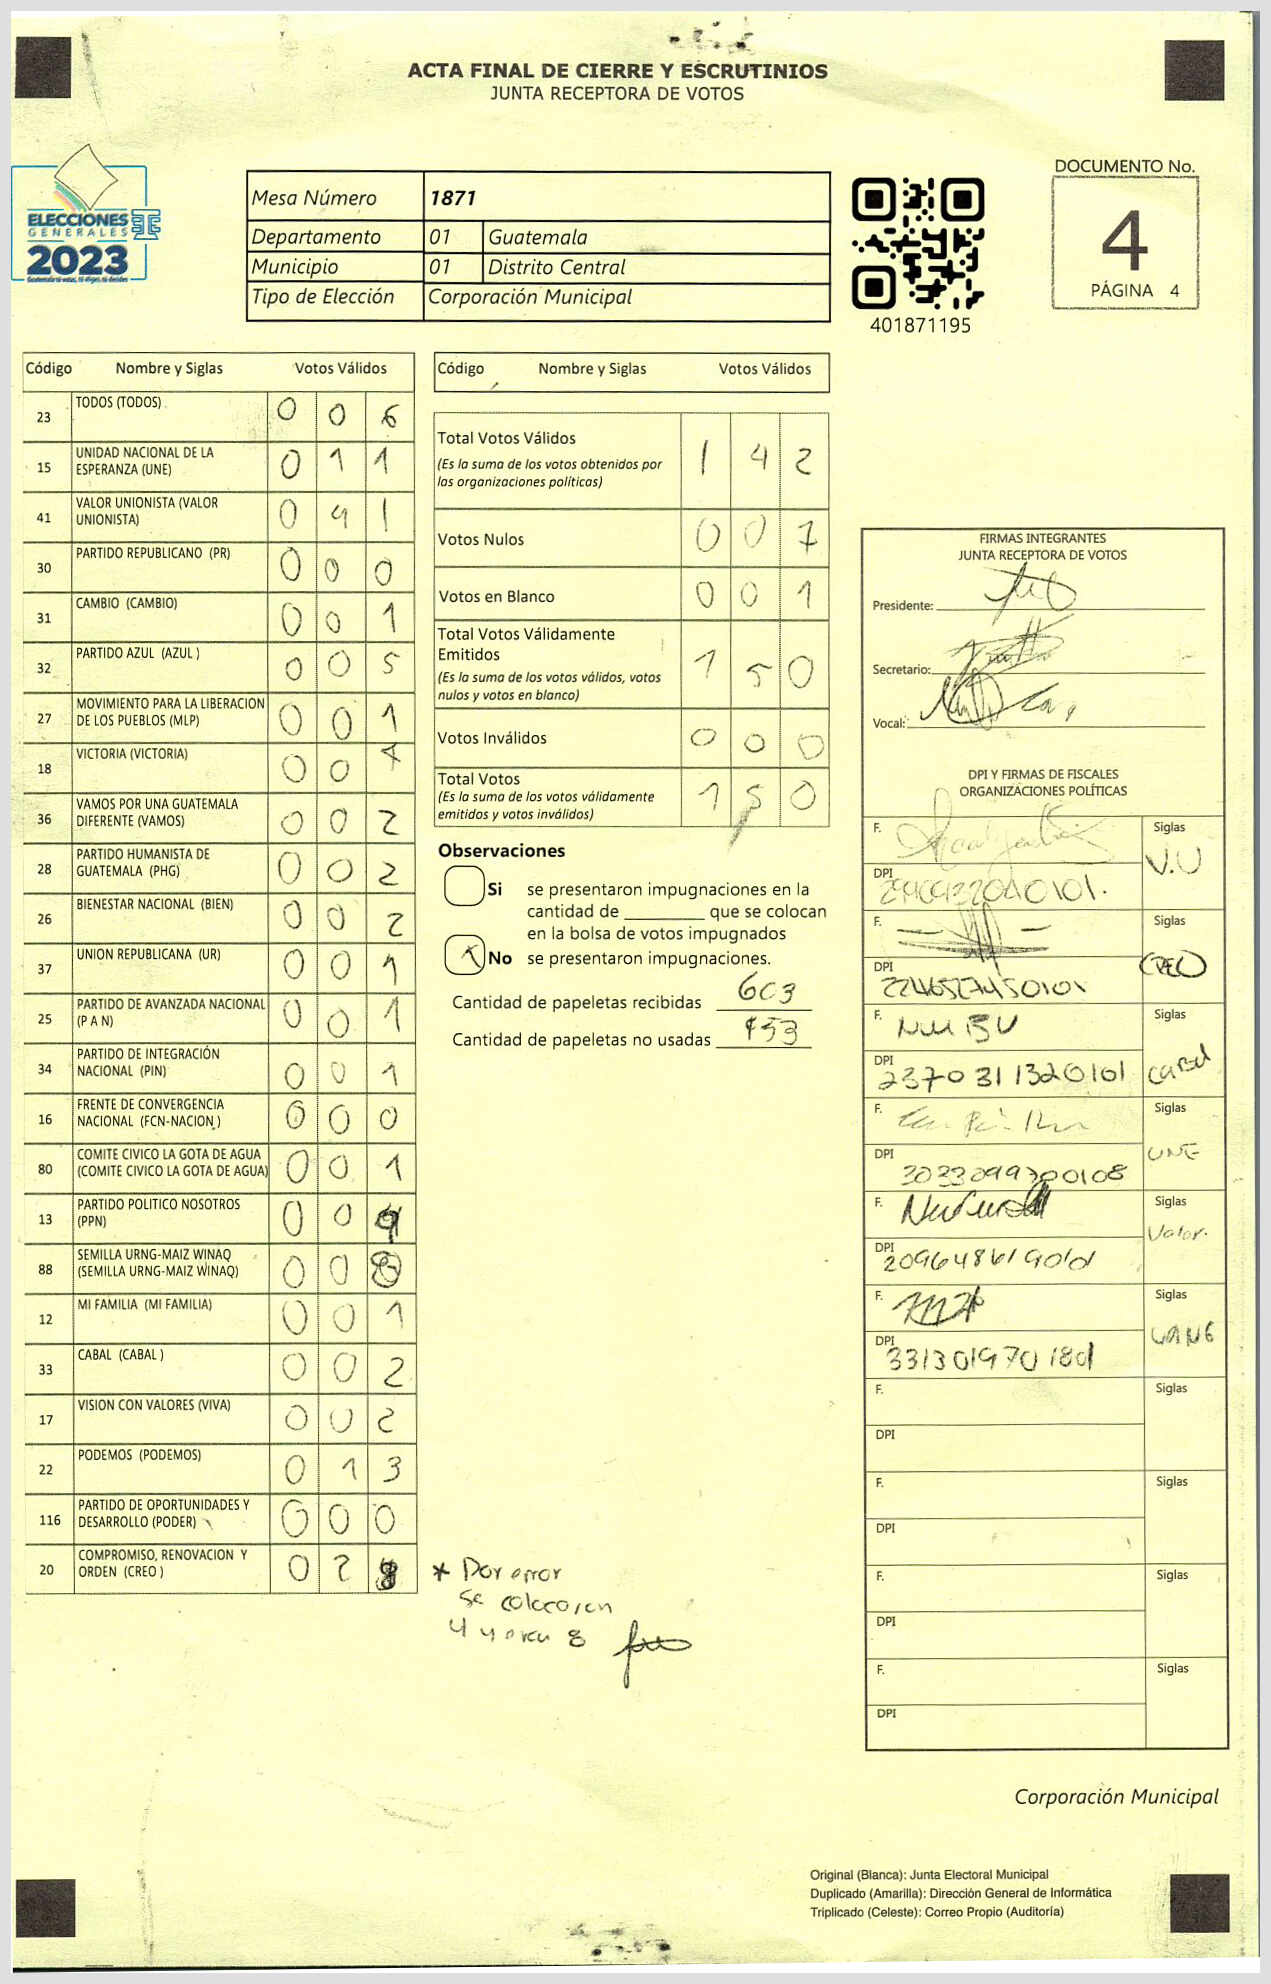 ACTA FINAL DE CIERRE Y ESCRUTINIOS
JUNTA RECEPTORA DE VOTOS
ELECCIONES
GENERALES
2023
Mesa Número 1871
Departamento 01 Guatemala
Municipio 01 Distrito Central
Tipo de Elección Corporación Municipal
401871195
DOCUMENTO No.
4
PÁGINA 4
Código Nombre y Siglas Votos Válidos
23 TODOS (TODOS) 0 0 6
15 UNIDAD NACIONAL DE LA
ESPERANZA (UNE) 0 1 1
41 VALOR UNIONISTA (VALOR
UNIONISTA) 0 4 1
30 PARTIDO REPUBLICANO (PR) 0 0 0
31 CAMBIO (CAMBIO) 0 0 1
32 PARTIDO AZUL (AZUL ) 0 0 5
27 MOVIMIENTO PARA LA LIBERACION
DE LOS PUEBLOS (MLP) 0 0 1
18 VICTORIA (VICTORIA) 0 0 7
36 VAMOS POR UNA GUATEMALA
DIFERENTE (VAMOS) 0 0 2
28 PARTIDO HUMANISTA DE
GUATEMALA (PHG) 0 0 2
26 BIENESTAR NACIONAL (BIEN) 0 0 2
37 UNION REPUBLICANA (UR) 0 0 1
25 PARTIDO DE AVANZADA NACIONAL
(P A N) 0 0 1
34 PARTIDO DE INTEGRACIÓN
NACIONAL (PIN) 0 0 1
16 FRENTE DE CONVERGENCIA
NACIONAL (FCN-NACION ) 0 0 0
80 COMITE CIVICO LA GOTA DE AGUA
(COMITE CIVICO LA GOTA DE AGUA) 0 0 1
13 PARTIDO POLITICO NOSOTROS
(PPN) 0 0
88 SEMILLA URNG-MAIZ WINAQ
(SEMILLA URNG-MAIZ WINAQ) 0 0 8
12 MI FAMILIA (MI FAMILIA) 0 0 1
33 CABAL (CABAL ) 0 0 2
17 VISION CON VALORES (VIVA) 0 0 2
22 PODEMOS (PODEMOS) 0 1 3
116 PARTIDO DE OPORTUNIDADES Y
DESARROLLO (PODER) 0 0 0
20 COMPROMISO, RENOVACION Y
ORDEN (CREO ) 0 2 8
Código Nombre y Siglas Votos Válidos
Total Votos Válidos 1 4 2
(Es la suma de los votos obtenidos por
las organizaciones políticas)
Votos Nulos 0 0 7
Votos en Blanco 0 0 1
Total Votos Válidamente
Emitidos 1 5 0
(Es la suma de los votos válidos, votos
nulos y votos en blanco)
Votos Inválidos 0 0 0
Total Votos 1 5 0
(Es la suma de los votos válidamente
emitidos y votos inválidos)
Observaciones
Si se presentaron impugnaciones en la
cantidad de ________ que se colocan
en la bolsa de votos impugnados
X No se presentaron impugnaciones.
Cantidad de papeletas recibidas 603
Cantidad de papeletas no usadas 453
* Por error
se colocaron
4 y era 8
FIRMAS INTEGRANTES
JUNTA RECEPTORA DE VOTOS
Presidente:
Secretario:
Vocal:
DPI Y FIRMAS DE FISCALES
ORGANIZACIONES POLÍTICAS
F. Siglas V.U
DPI
F. Siglas CREO
DPI
F. Siglas CABAL
DPI 2370311320101
F. Siglas UNE
DPI
F. Siglas Valor.
DPI
F. Siglas
DPI
F. Siglas
DPI
F. Siglas
DPI
F. Siglas
DPI
F. Siglas
DPI
Corporación Municipal
Original (Blanca): Junta Electoral Municipal
Duplicado (Amarilla): Dirección General de Informática
Triplicado (Celeste): Correo Propio (Auditoría)